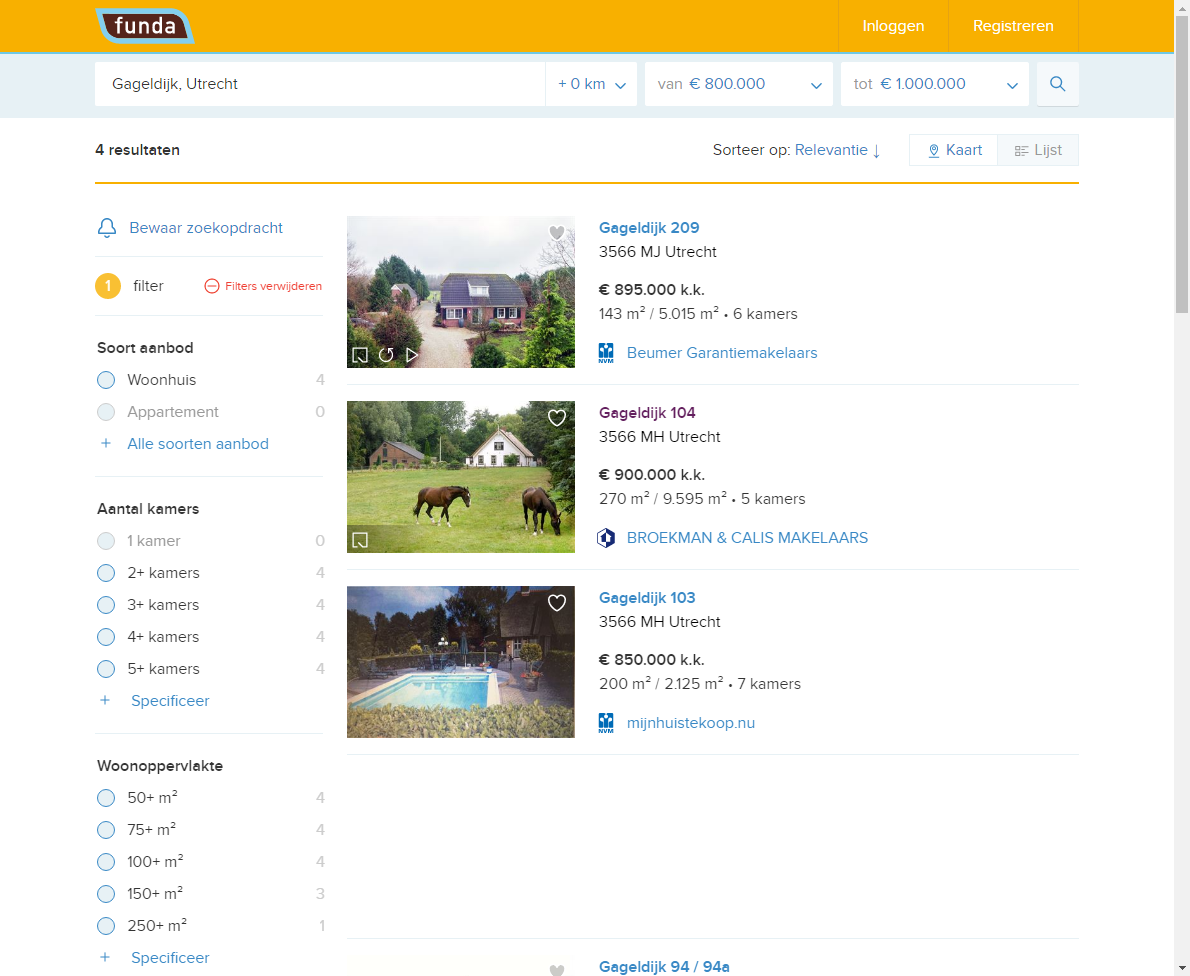 funda
Inloggen
Registreren
Gageldijk, Utrecht
+ 0 km
van € 800.000
tot € 1.000.000
4 resultaten
Sorteer op: Relevantie ↓
Kaart
Lijst
Bewaar zoekopdracht
1 filter
Filters verwijderen
Soort aanbod
Woonhuis 4
Appartement 0
+ Alle soorten aanbod
Aantal kamers
1 kamer 0
2+ kamers 4
3+ kamers 4
4+ kamers 4
5+ kamers 4
+ Specificeer
Woonoppervlakte
50+ m² 4
75+ m² 4
100+ m² 4
150+ m² 3
250+ m² 1
+ Specificeer
Gageldijk 209
3566 MJ Utrecht
€ 895.000 k.k.
143 m² / 5.015 m² • 6 kamers
NVM
Beumer Garantiemakelaars
Gageldijk 104
3566 MH Utrecht
€ 900.000 k.k.
270 m² / 9.595 m² • 5 kamers
BROEKMAN & CALIS MAKELAARS
Gageldijk 103
3566 MH Utrecht
€ 850.000 k.k.
200 m² / 2.125 m² • 7 kamers
NVM
mijnhuistekoop.nu
Gageldijk 94 / 94a